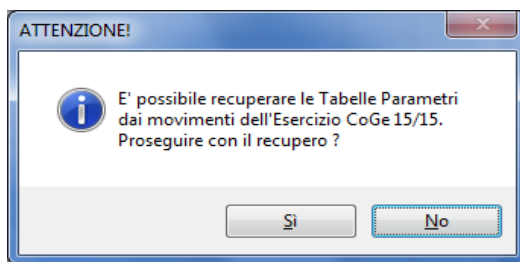 ATTENZIONE!
E' possibile recuperare le Tabelle Parametri
dai movimenti dell'Esercizio CoGe 15/15.
Proseguire con il recupero ?
Sì
No